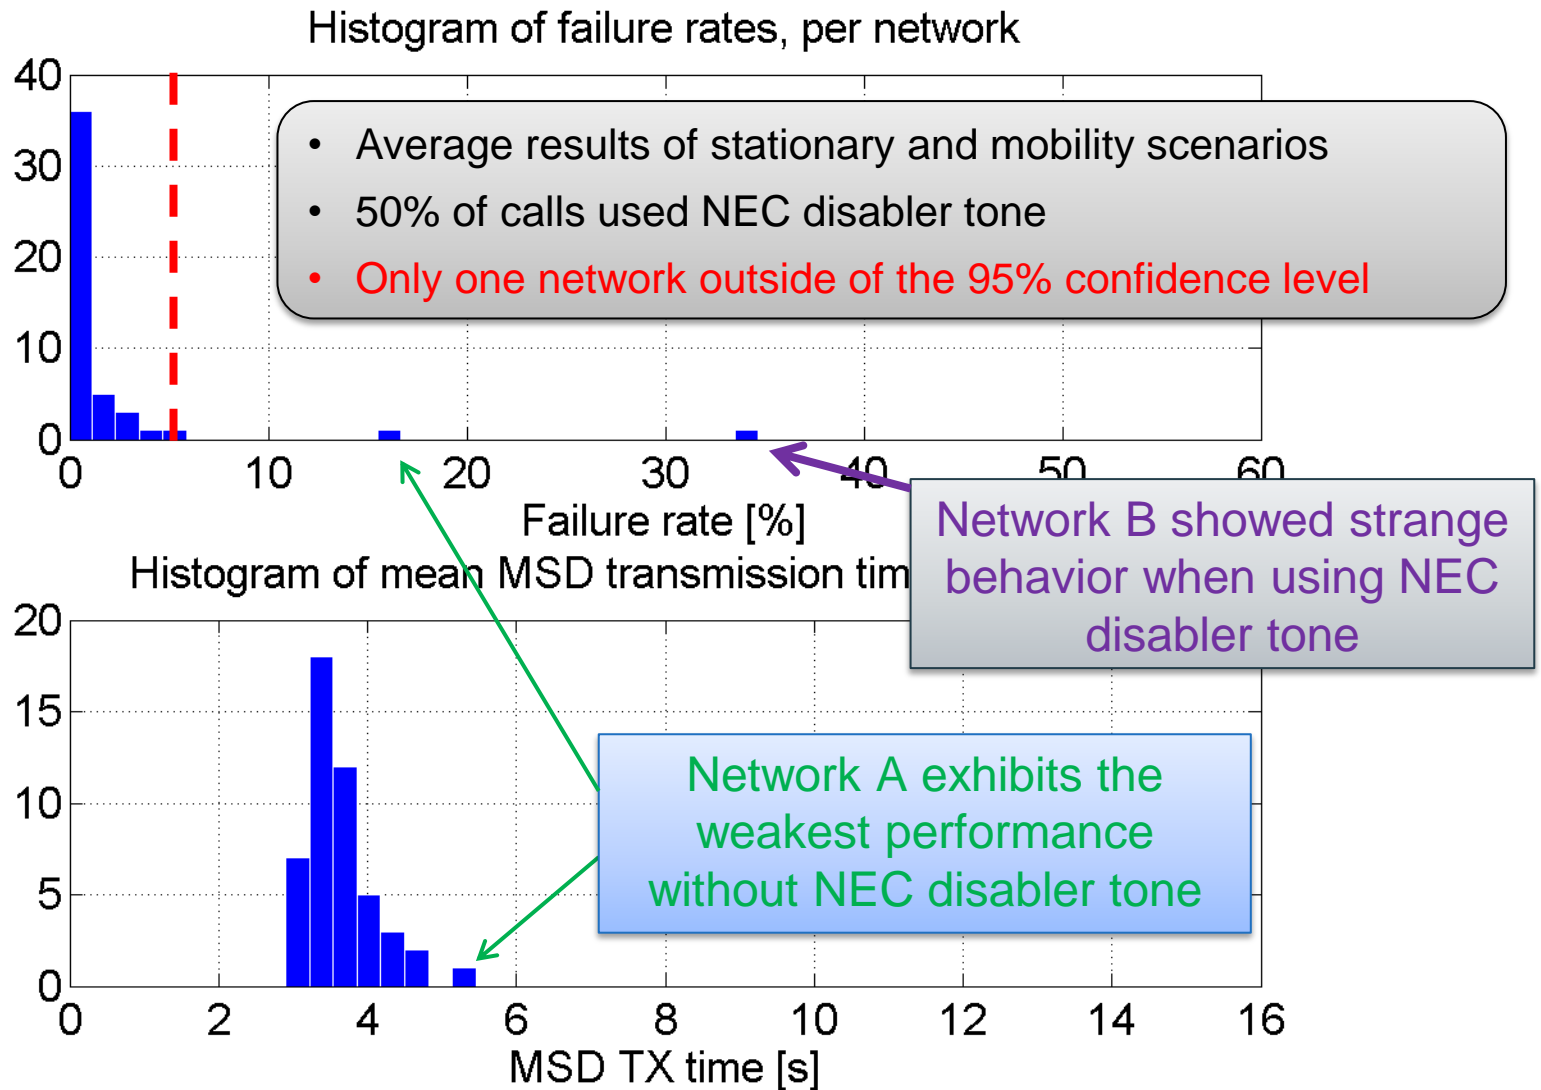 Histogram of failure rates, per network
40
30
20
10
0
• Average results of stationary and mobility scenarios
• 50% of calls used NEC disabler tone
• Only one network outside of the 95% confidence level
0 10 20 30 40 50 60
Failure rate [%]
Network B showed strange
behavior when using NEC
disabler tone
Histogram of mean MSD transmission tim
20
15
10
5
0
Network A exhibits the
weakest performance
without NEC disabler tone
0 2 4 6 8 10 12 14 16
MSD TX time [s]